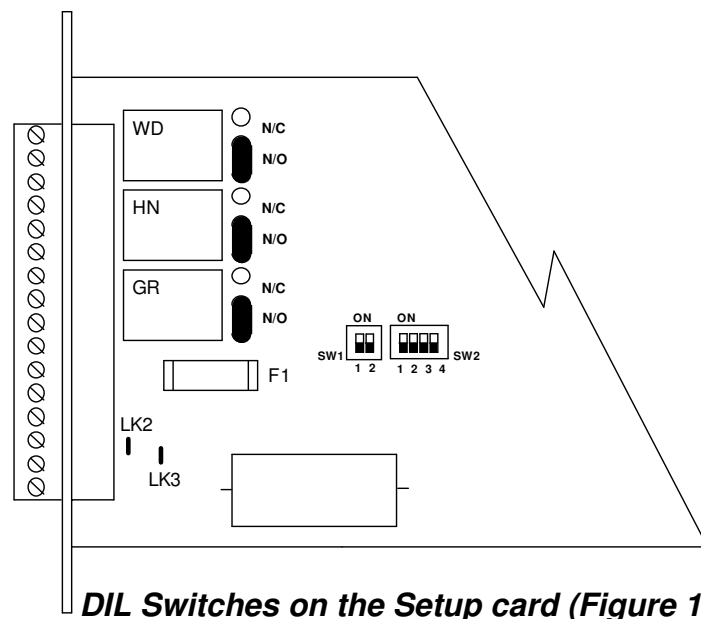 WD
N/C
N/O
HN
N/C
N/O
GR
N/C
N/O
ON ON
SW1 SW2
1 2 1 2 3 4
F1
LK2
LK3
DIL Switches on the Setup card (Figure 1